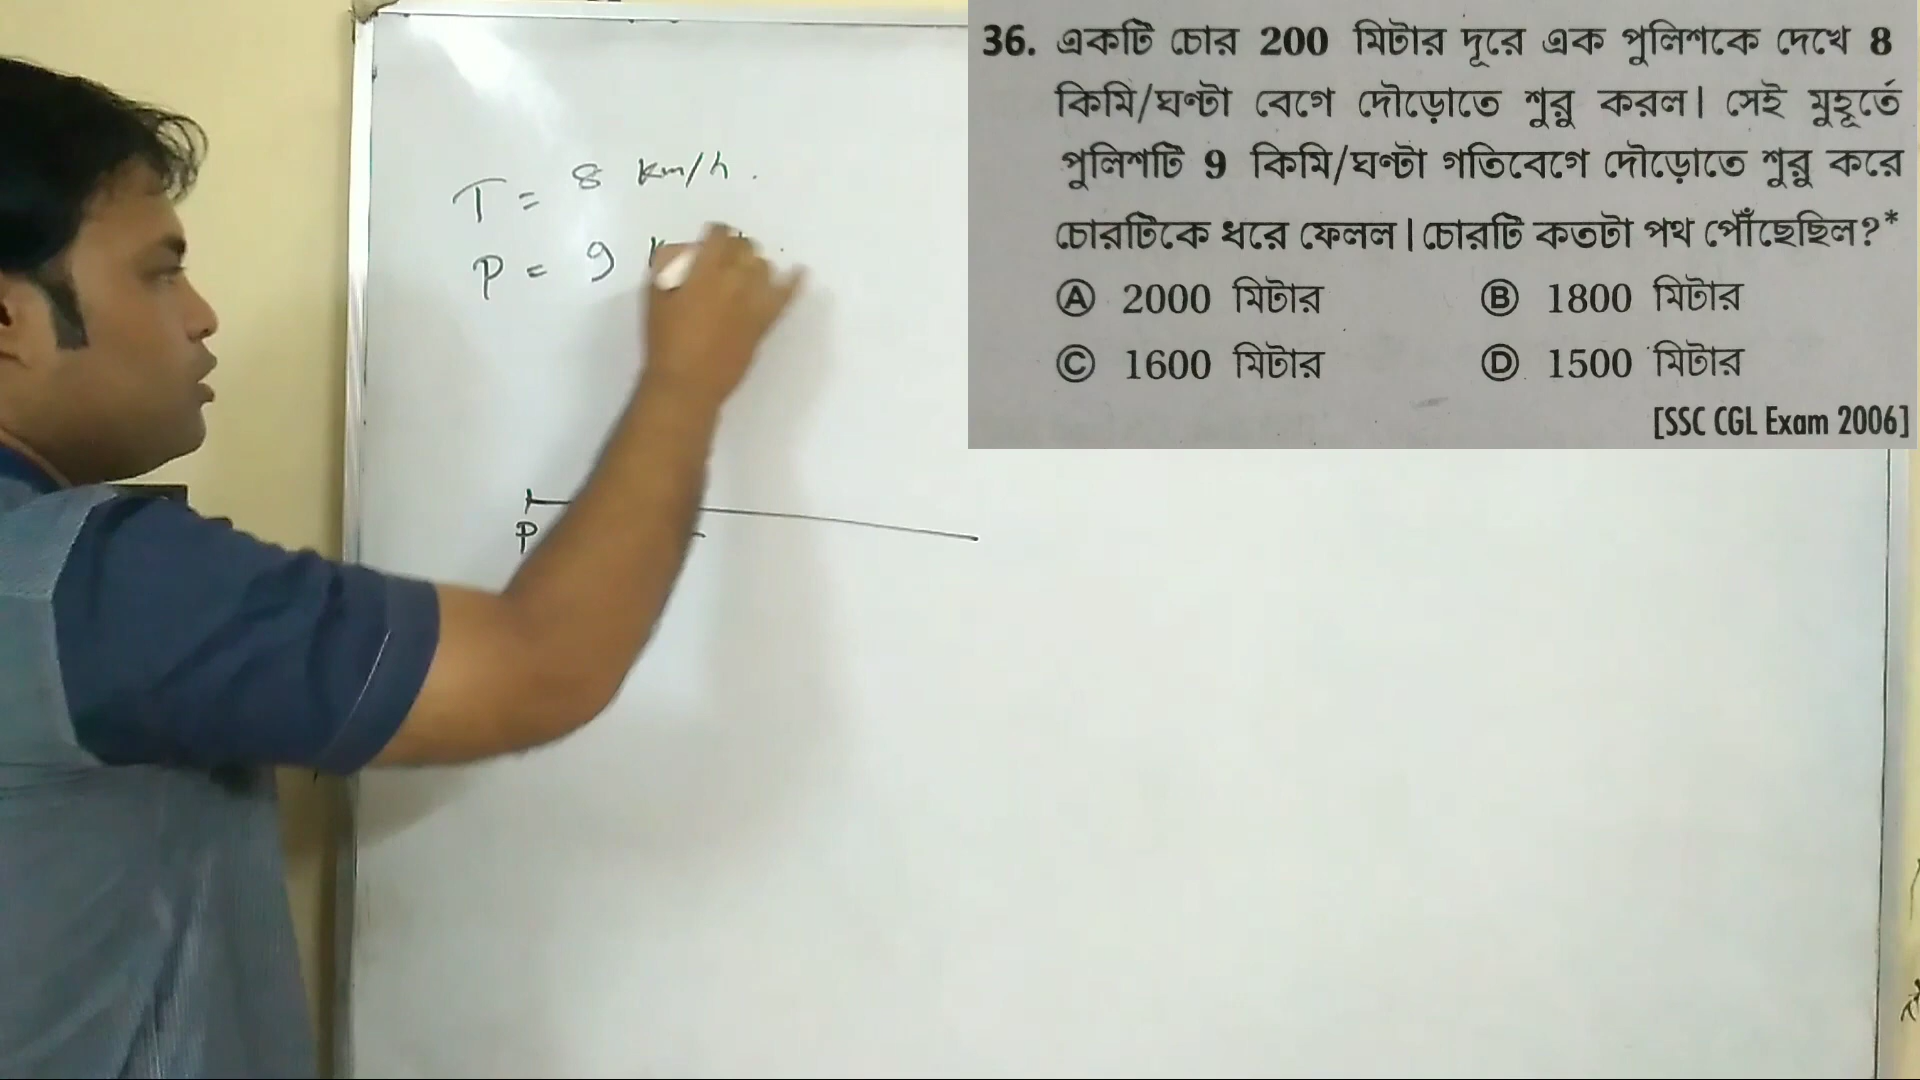 36. একটি চোর 200 মিটার দূরে এক পুলিশকে দেখে 8
কিমি/ঘণ্টা বেগে দৌড়োতে শুরু করল। সেই মুহূর্তে
পুলিশটি 9 কিমি/ঘণ্টা গতিবেগে দৌড়োতে শুরু করে
চোরটিকে ধরে ফেলল। চোরটি কতটা পথ পৌঁছেছিল?*
Ⓐ 2000 মিটার Ⓑ 1800 মিটার
Ⓒ 1600 মিটার Ⓓ 1500 মিটার
[SSC CGL Exam 2006]
T = 8 km/h.
P = 9
P